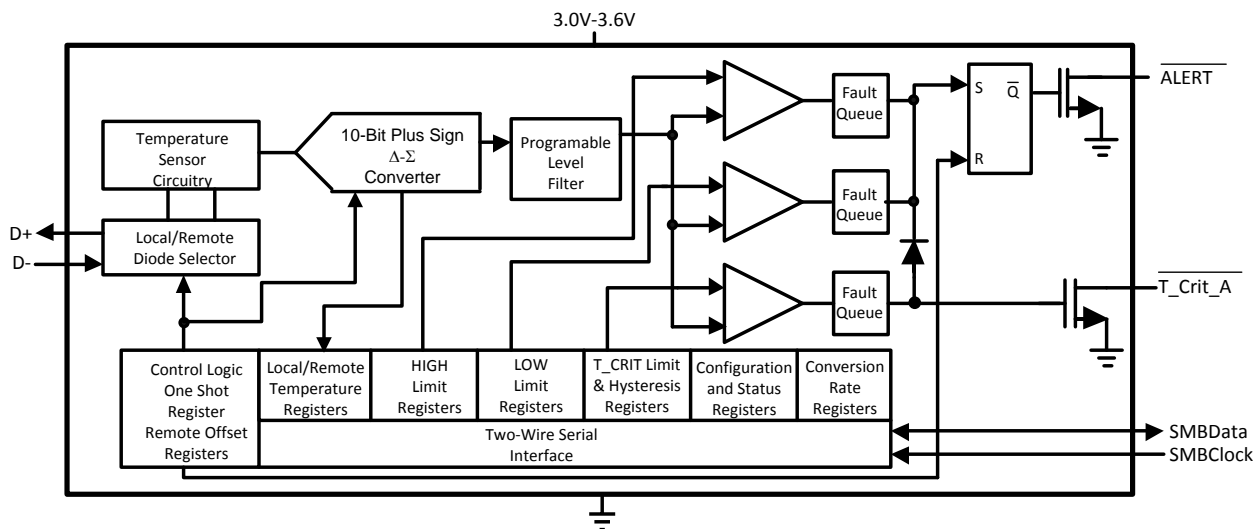 3.0V-3.6V
ALERT
Fault
Queue
S
Q
R
Temperature
Sensor
Circuitry
10-Bit Plus Sign
Δ-Σ
Converter
Programable
Level
Filter
Fault
Queue
D+
D-
Local/Remote
Diode Selector
T_Crit_A
Fault
Queue
Control Logic
One Shot
Register
Remote Offset
Registers
Local/Remote
Temperature
Registers
HIGH
Limit
Registers
LOW
Limit
Registers
T_CRIT Limit
& Hysteresis
Registers
Configuration
and Status
Registers
Conversion
Rate
Registers
Two-Wire Serial
Interface
SMBData
SMBClock